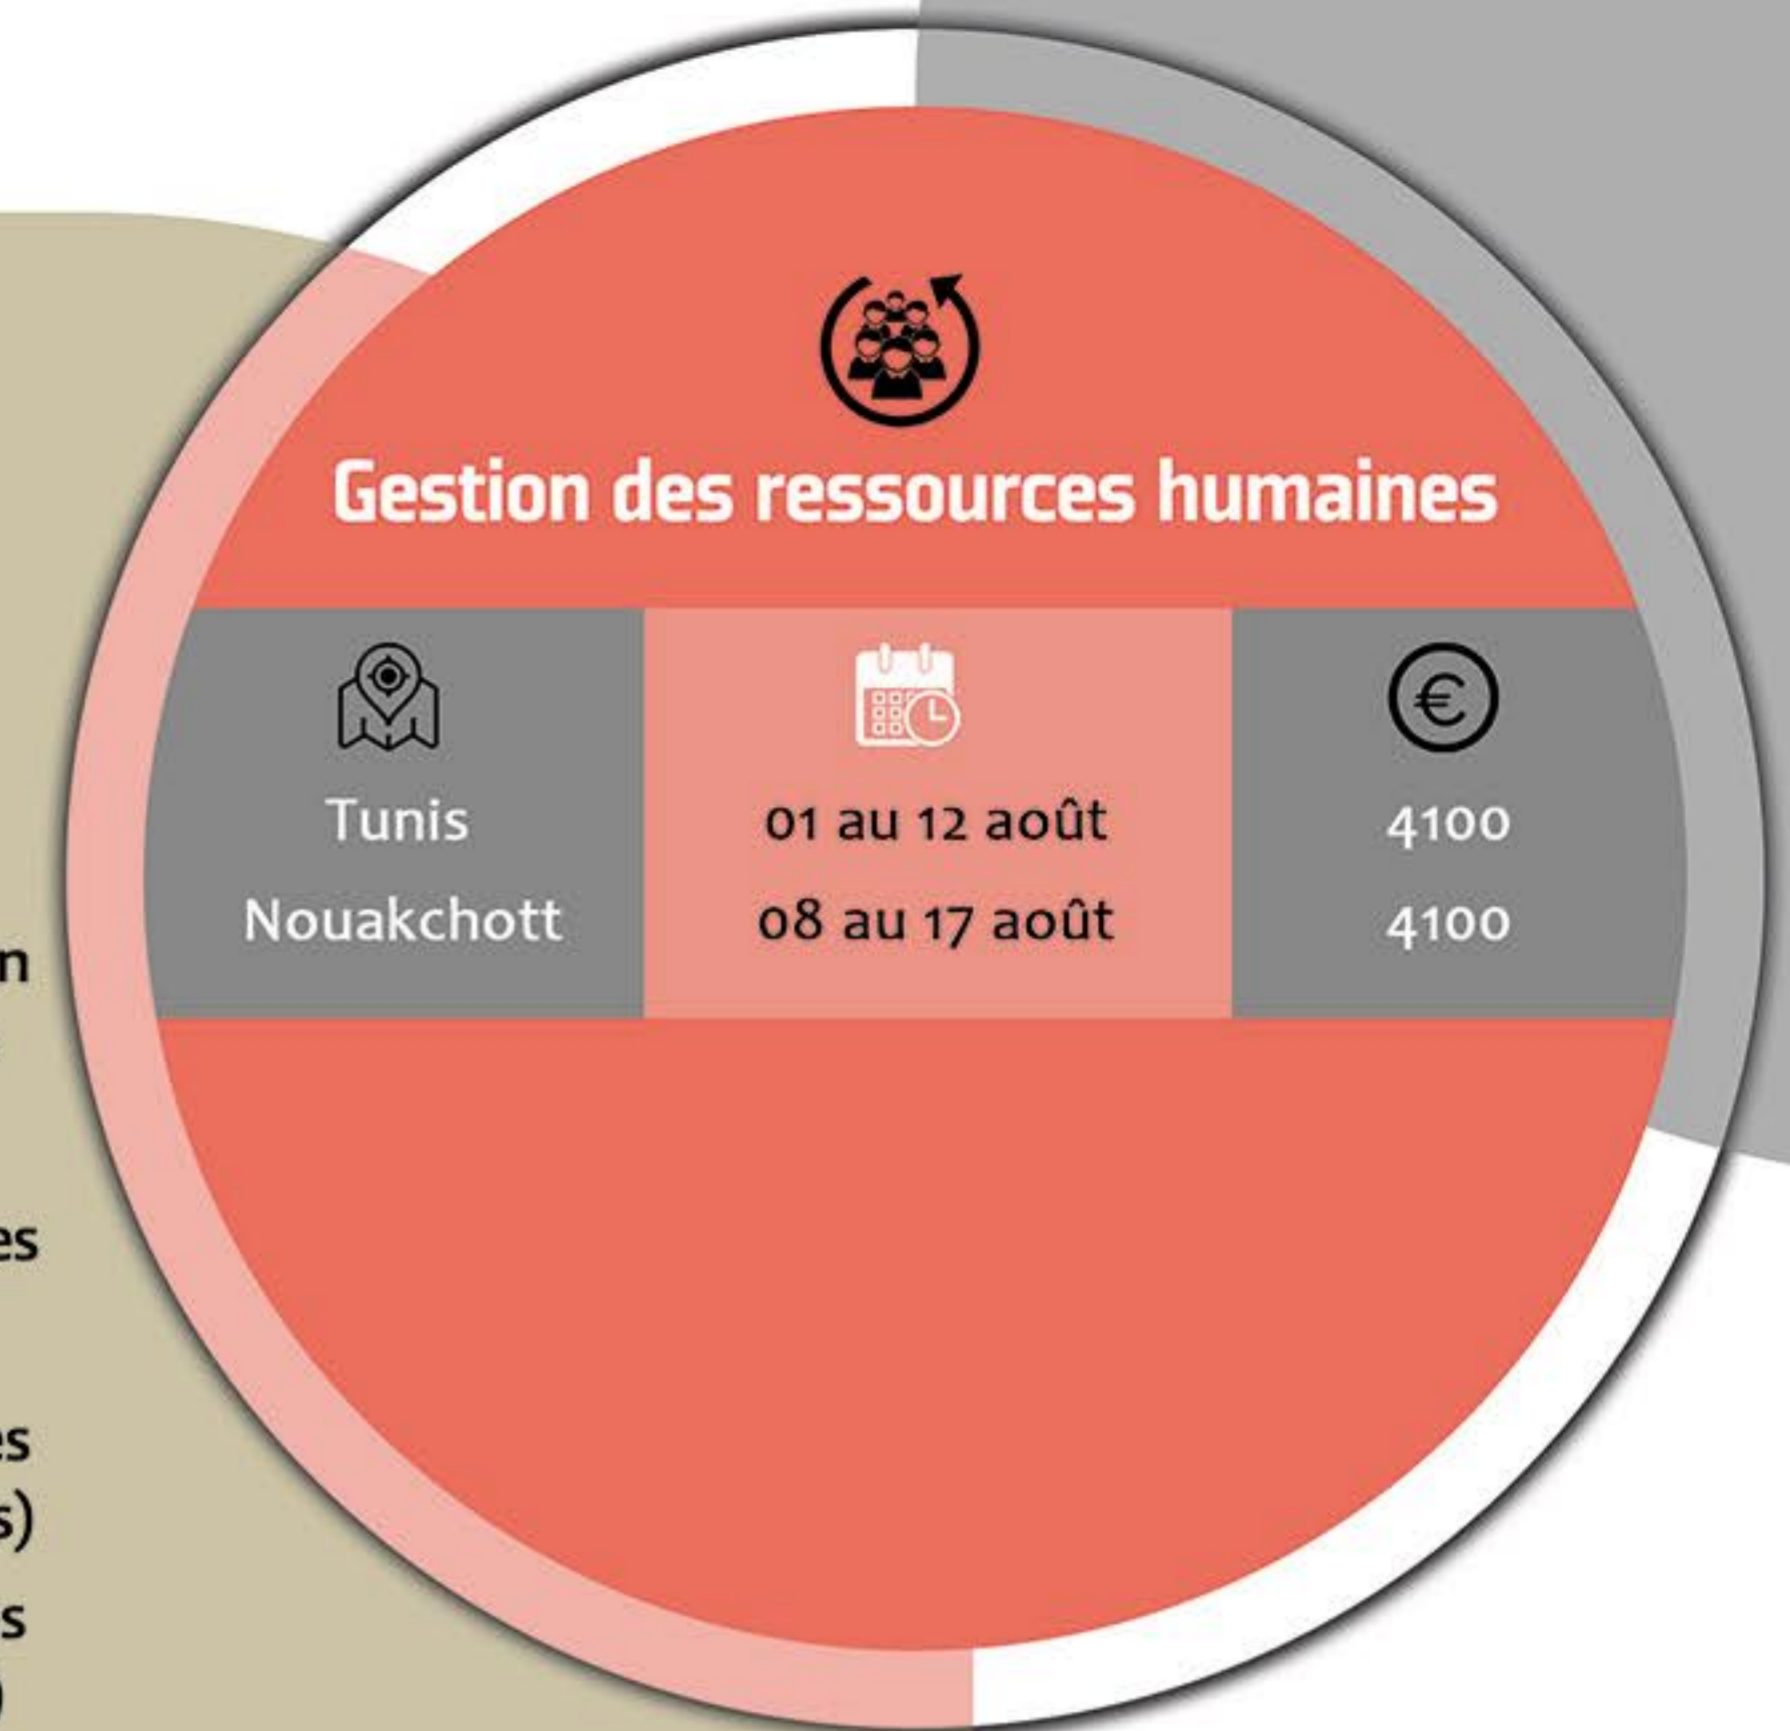 Gestion des ressources humaines
Tunis 01 au 12 août 4100
Nouakchott 08 au 17 août 4100